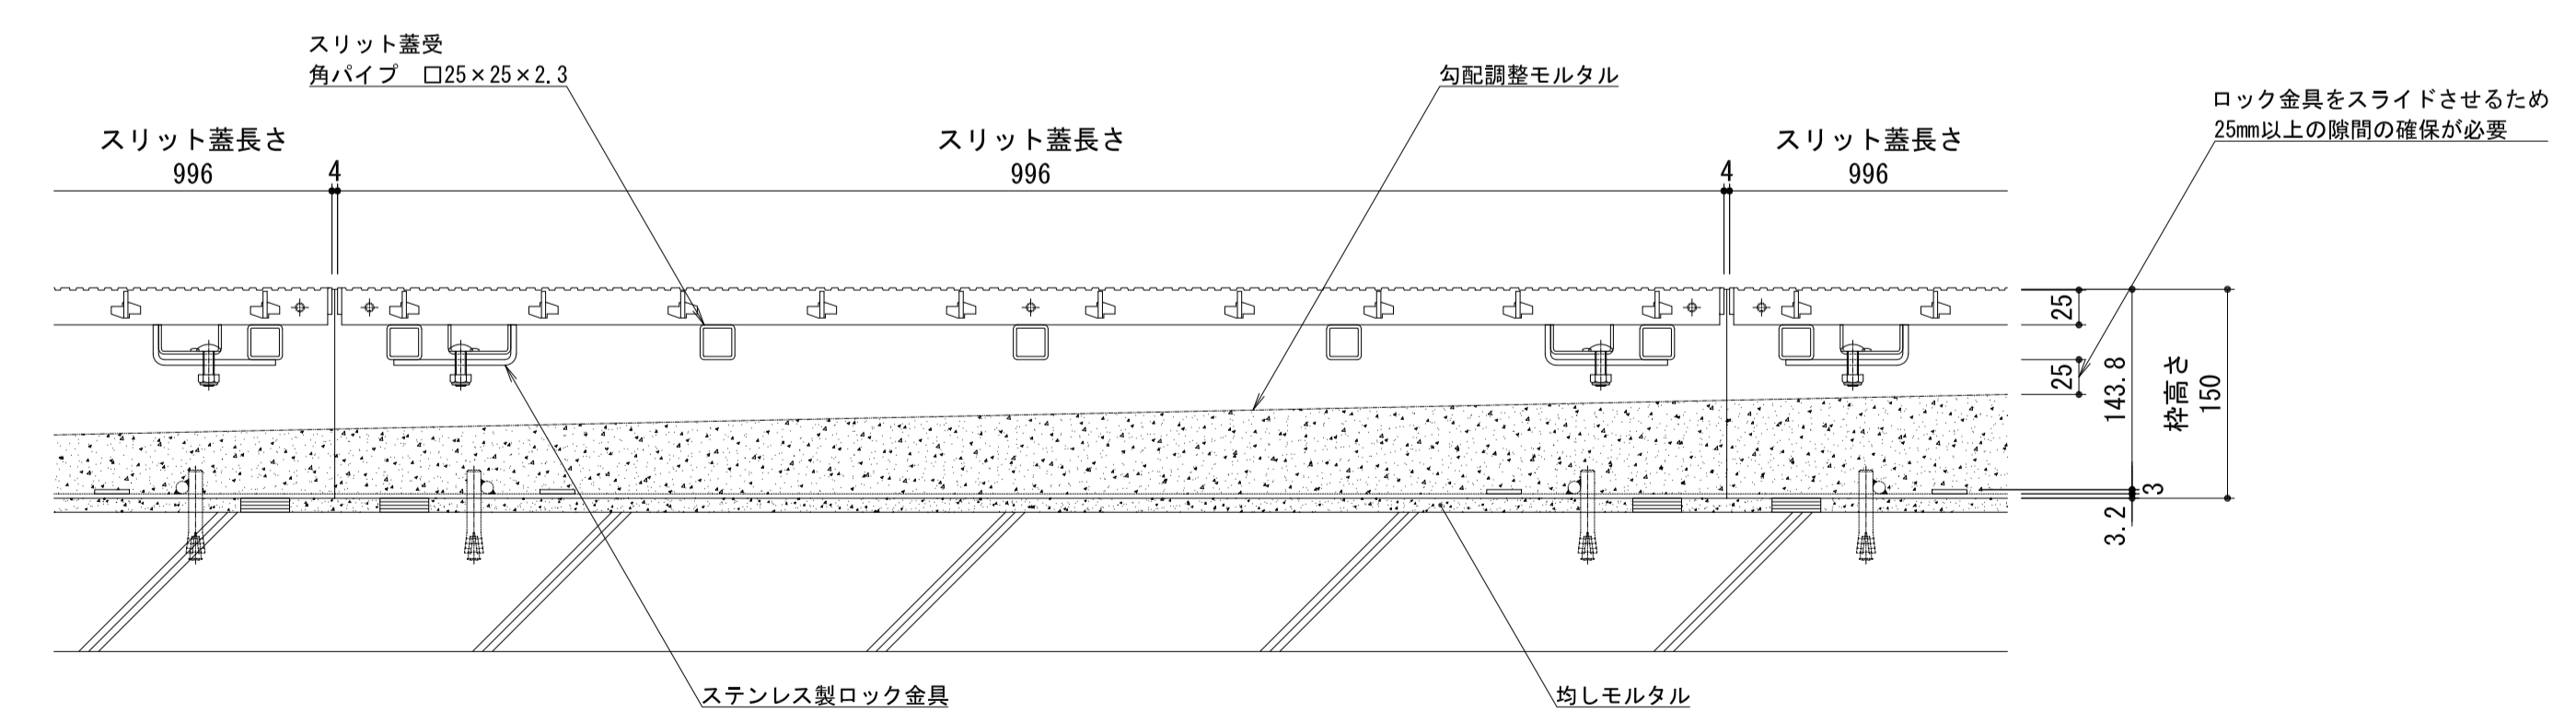 スリット蓋受
角パイプ　□25×25×2.3
勾配調整モルタル
ロック金具をスライドさせるため
25mm以上の隙間の確保が必要
スリット蓋長さ
996
4
スリット蓋長さ
996
4
スリット蓋長さ
996
25
25
143.8
枠高さ
150
3
3.2
ステンレス製ロック金具
均しモルタル